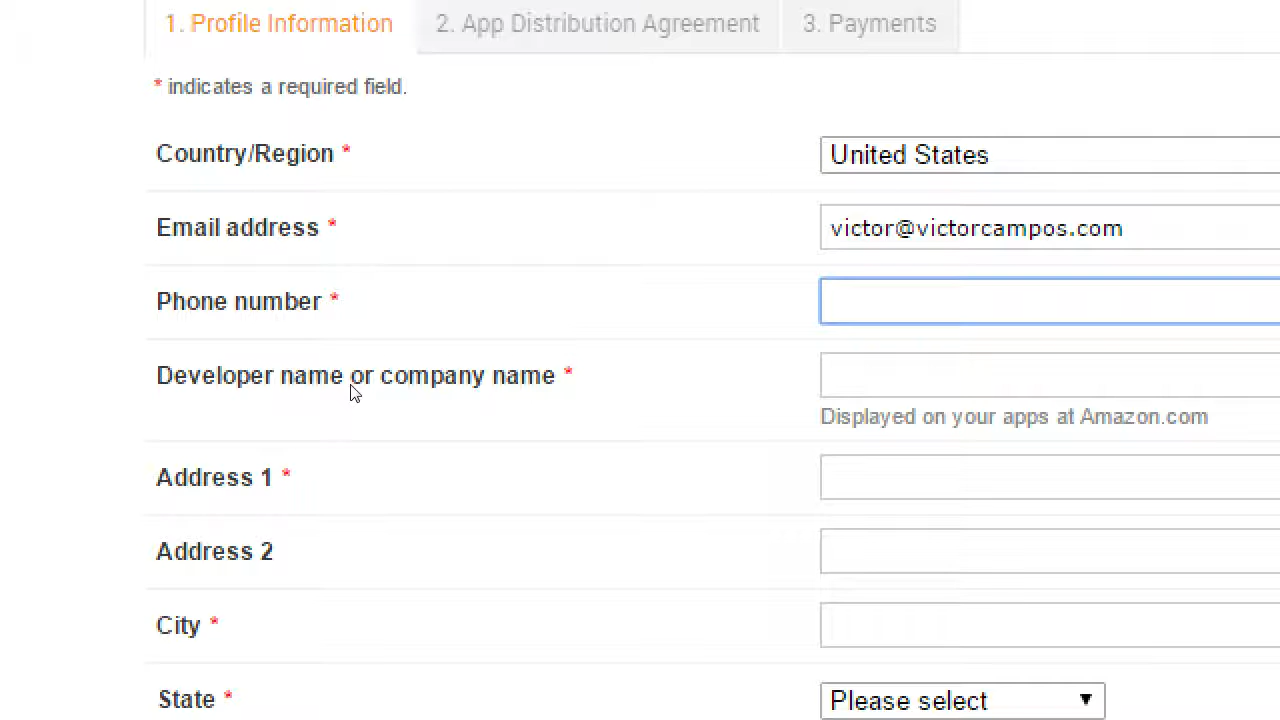 1. Profile Information 2. App Distribution Agreement 3. Payments
* indicates a required field.
Country/Region * United States
Email address * victor@victorcampos.com
Phone number *
Developer name or company name *
Displayed on your apps at Amazon.com
Address 1 *
Address 2
City *
State * Please select